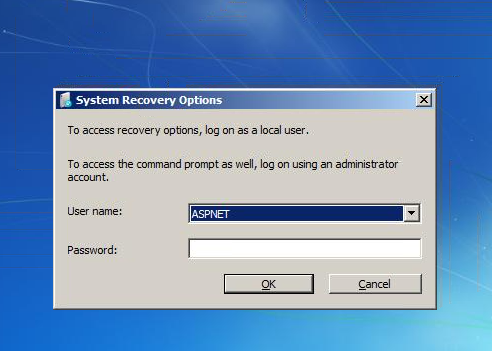 System Recovery Options
To access recovery options, log on as a local user.
To access the command prompt as well, log on using an administrator
account.
User name:
ASPNET
Password:
OK
Cancel